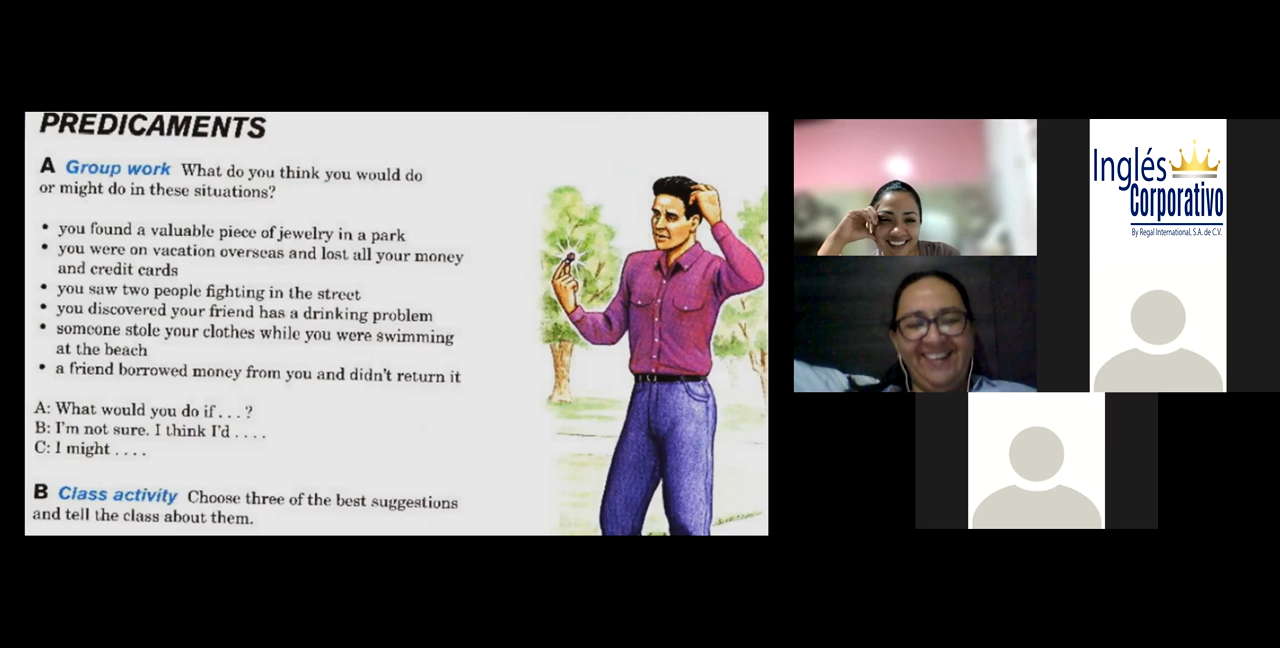 PREDICAMENTS
A Group work What do you think you would do
or might do in these situations?
• you found a valuable piece of jewelry in a park
• you were on vacation overseas and lost all your money
and credit cards
• you saw two people fighting in the street
• you discovered your friend has a drinking problem
• someone stole your clothes while you were swimming
at the beach
• a friend borrowed money from you and didn't return it
A: What would you do if . . . ?
B: I'm not sure. I think I'd . . . .
C: I might . . . .
B Class activity Choose three of the best suggestions
and tell the class about them.
Inglés
Corporativo
By Regal International, S.A. de C.V.